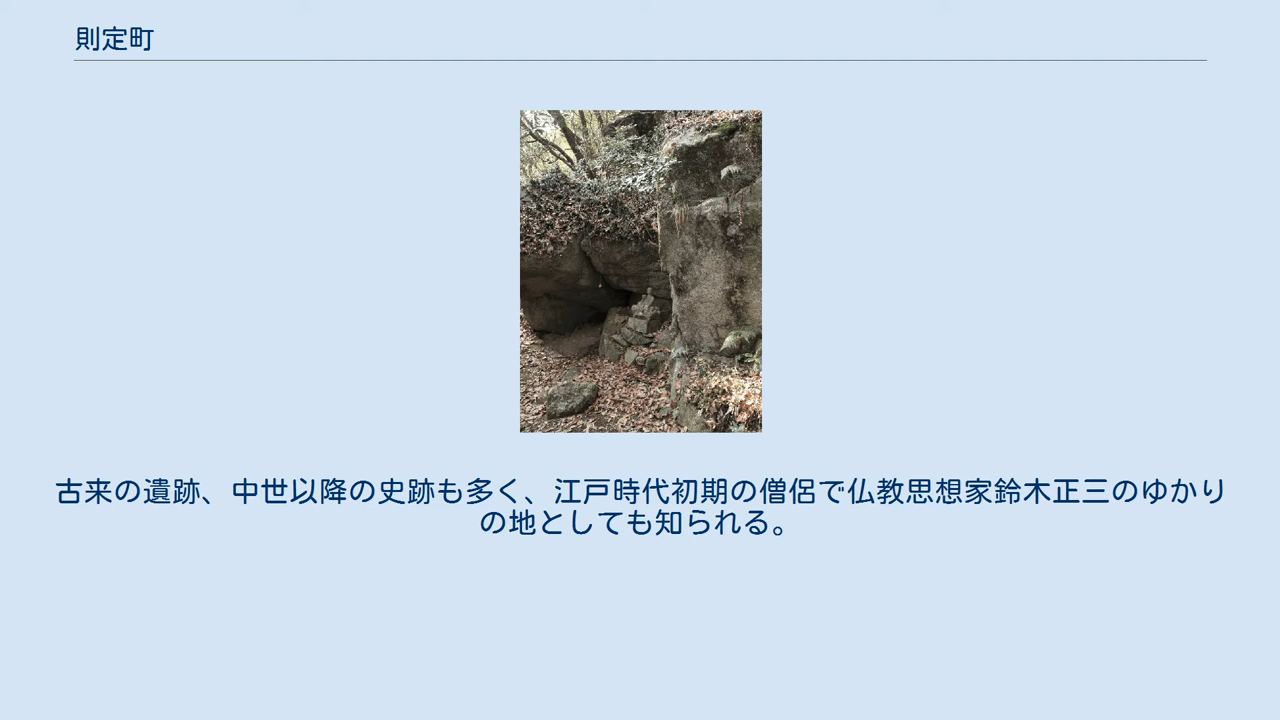 則定町
古来の遺跡、中世以降の史跡も多く、江戸時代初期の僧侶で仏教思想家鈴木正三のゆかり
の地としても知られる。